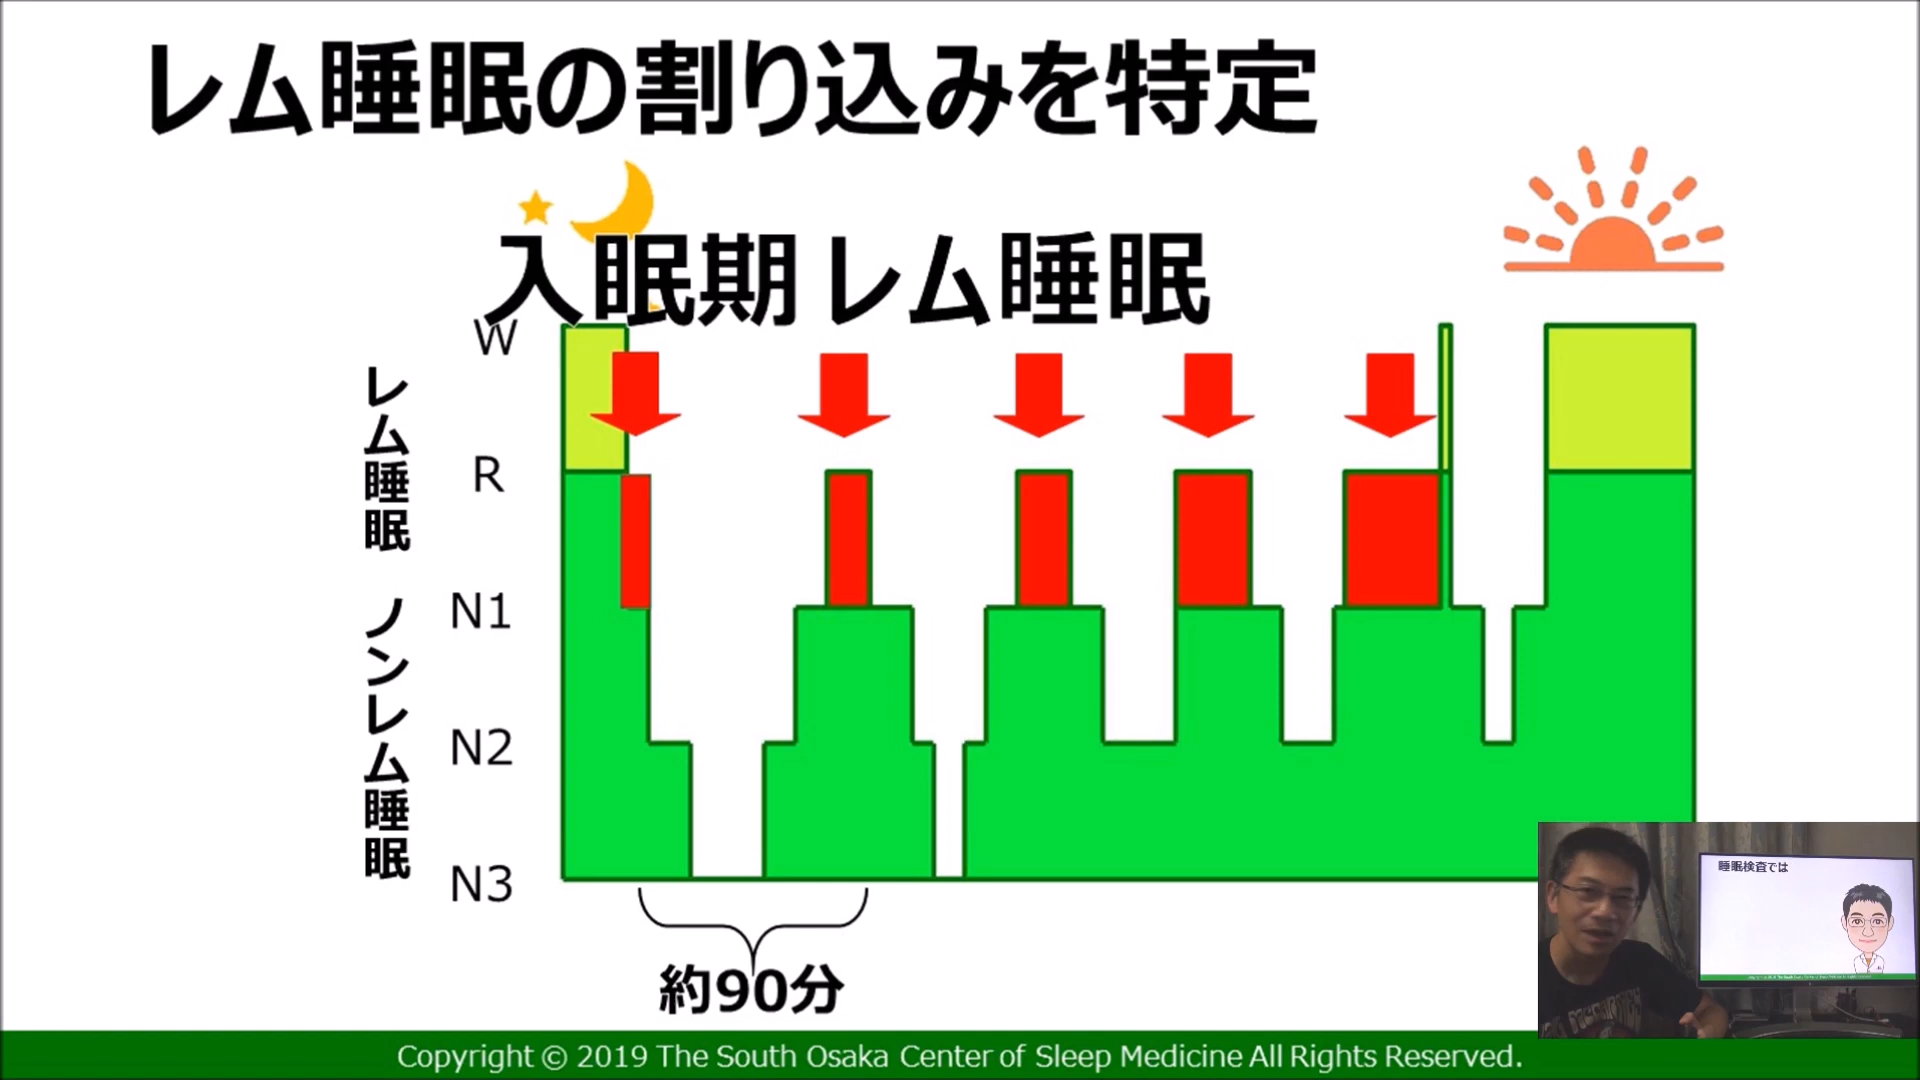 レム睡眠の割り込みを特定
入眠期レム睡眠
W
R
N1
N2
N3
レム睡眠
ノンレム睡眠
約90分
睡眠検査では
Copyright © 2019 The South Osaka Center of Sleep Medicine All Rights Reserved.